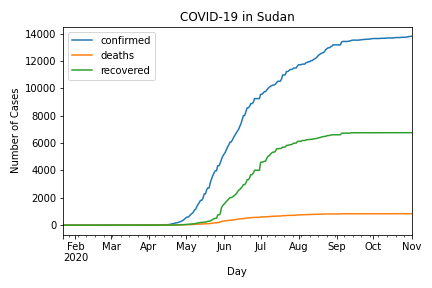 COVID-19 in Sudan
14000
12000
10000
8000
6000
4000
2000
0
Number of Cases
confirmed
deaths
recovered
Feb Mar Apr May Jun Jul Aug Sep Oct Nov
2020
Day